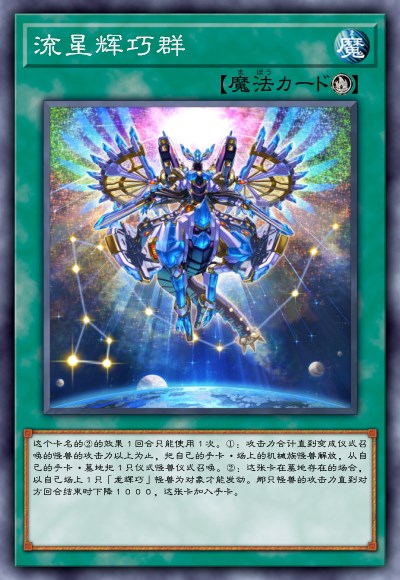 流星辉巧群
魔
【魔法カード】
ま ほう
这个卡名的②的效果1回合只能使用1次。①：攻击力合计直到变成仪式召
唤的怪兽的攻击力以上为止，把自己的手卡・场上的机械族怪兽解放，从自
己的手卡・墓地把1只仪式怪兽仪式召唤。②：这张卡在墓地存在的场合，
以自己场上1只「龙辉巧」怪兽为对象才能发动。那只怪兽的攻击力直到对
方回合结束时下降1000，这张卡加入手卡。